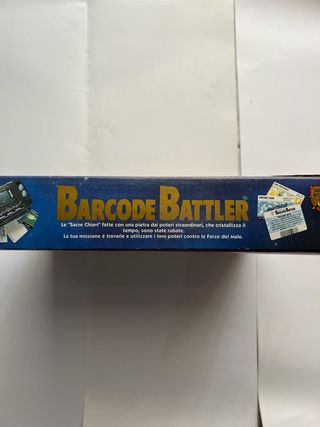 BARCODE BATTLER
Le "Sacre Chiavi" fatte con una pietra dai poteri straordinari, che cristallizza il
tempo, sono state rubate.
La tua missione é trovarle e utilizzare i loro poteri contro le Forze del Male.